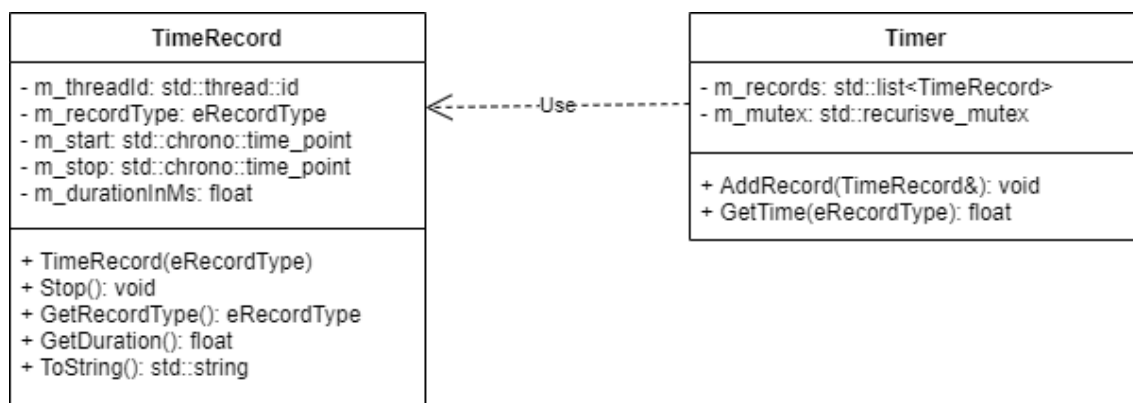 TimeRecord
- m_threadId: std::thread::id
- m_recordType: eRecordType
- m_start: std::chrono::time_point
- m_stop: std::chrono::time_point
- m_durationInMs: float
+ TimeRecord(eRecordType)
+ Stop(): void
+ GetRecordType(): eRecordType
+ GetDuration(): float
+ ToString(): std::string
Use
Timer
- m_records: std::list<TimeRecord>
- m_mutex: std::recurisve_mutex
+ AddRecord(TimeRecord&): void
+ GetTime(eRecordType): float